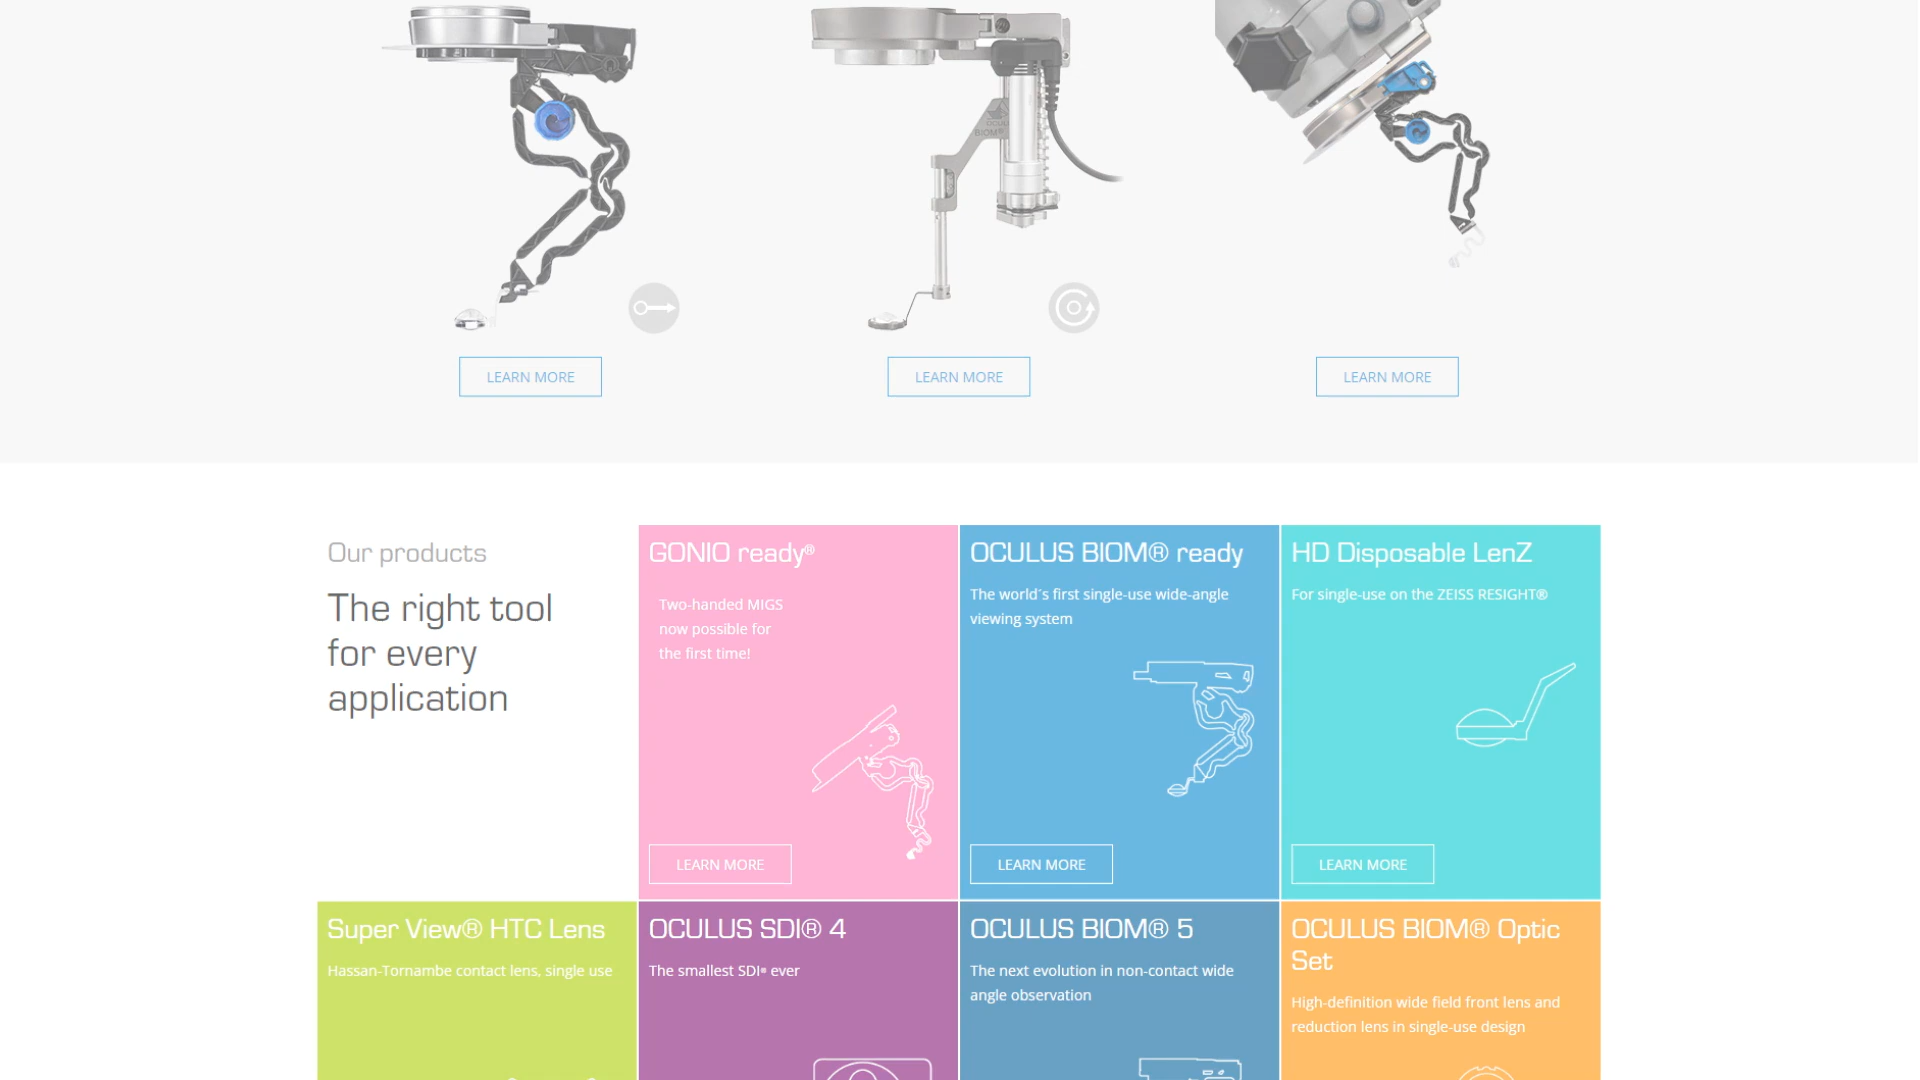 OCULUS
BIOM®
LEARN MORE
LEARN MORE
LEARN MORE
Our products
The right tool
for every
application
GONIO ready®
Two-handed MIGS
now possible for
the first time!
LEARN MORE
OCULUS BIOM® ready
The world´s first single-use wide-angle
viewing system
LEARN MORE
HD Disposable LenZ
For single-use on the ZEISS RESIGHT®
LEARN MORE
Super View® HTC Lens
Hassan-Tornambe contact lens, single use
OCULUS SDI® 4
The smallest SDI® ever
OCULUS BIOM® 5
The next evolution in non-contact wide
angle observation
OCULUS BIOM® Optic
Set
High-definition wide field front lens and
reduction lens in single-use design